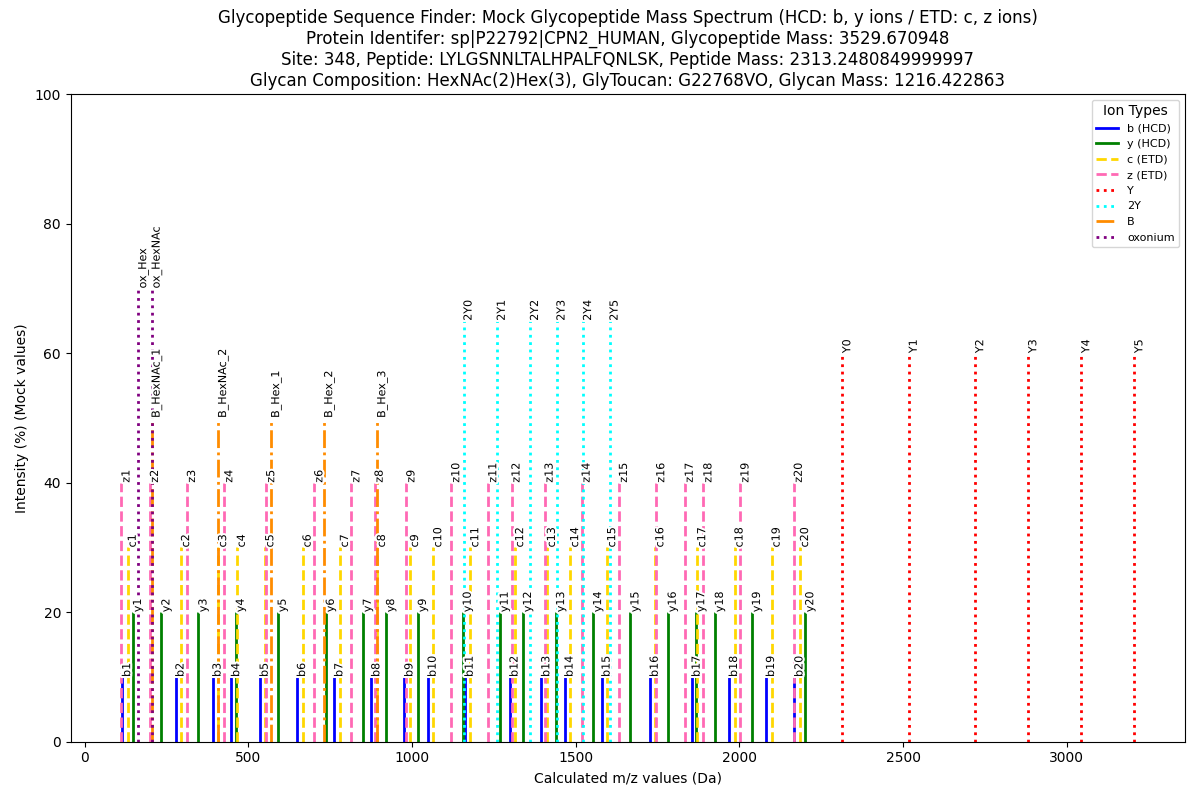 Glycopeptide Sequence Finder: Mock Glycopeptide Mass Spectrum (HCD: b, y ions / ETD: c, z ions)
Protein Identifer: sp|P22792|CPN2_HUMAN, Glycopeptide Mass: 3529.670948
Site: 348, Peptide: LYLGSNNLTALHPALFQNLSK, Peptide Mass: 2313.2480849999997
Glycan Composition: HexNAc(2)Hex(3), GlyToucan: G22768VO, Glycan Mass: 1216.422863
Intensity (%) (Mock values)
100
80
60
40
20
0
Ion Types
b (HCD)
y (HCD)
c (ETD)
z (ETD)
Y
2Y
B
oxonium
ox_Hex
ox_HexNAc
2Y0 2Y1 2Y2 2Y3 2Y4 2Y5
Y0 Y1 Y2 Y3 Y4 Y5
B_HexNAc_1 B_HexNAc_2 B_Hex_1 B_Hex_2 B_Hex_3
z1 z2 z3 z4 z5 z6 z7 z8 z9 z10 z11 z12 z13 z14 z15 z16 z17 z18 z19 z20
c1 c2 c3 c4 c5 c6 c7 c8 c9 c10 c11 c12 c13 c14 c15 c16 c17 c18 c19 c20
y1 y2 y3 y4 y5 y6 y7 y8 y9 y10 y11 y12 y13 y14 y15 y16 y17 y18 y19 y20
b1 b2 b3 b4 b5 b6 b7 b8 b9 b10 b11 b12 b13 b14 b15 b16 b17 b18 b19 b20
0 500 1000 1500 2000 2500 3000
Calculated m/z values (Da)